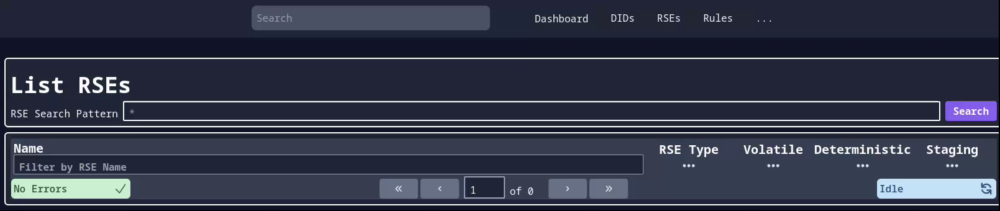 Search Dashboard DIDs RSEs Rules ...
List RSEs
RSE Search Pattern * Search
Name RSE Type Volatile Deterministic Staging
Filter by RSE Name ••• ••• ••• •••
No Errors « ‹ 1 of 0 › » Idle